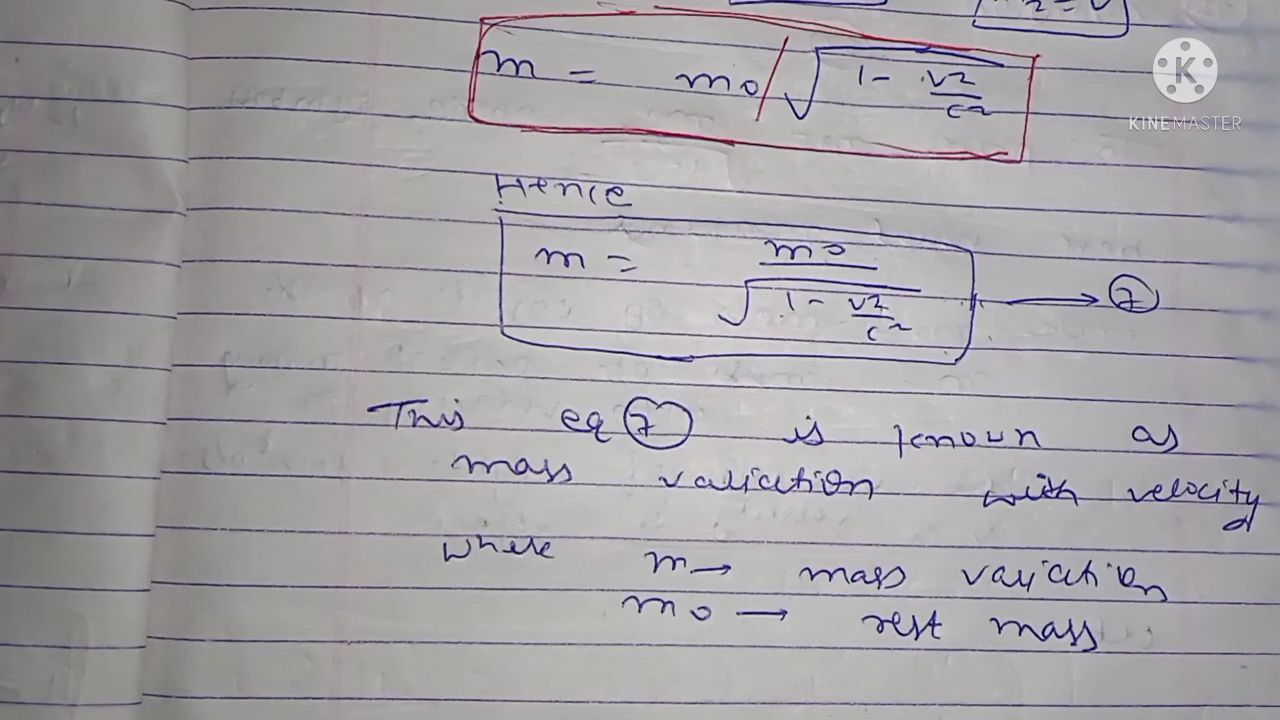 m = m0 / √1 - v2/c2
KINEMASTER
Hence
m = m0/√1 - v2/c2 → 7
This eq 7 is known as
mass variation with velocity
where m → mass variation
m0 → rest mass